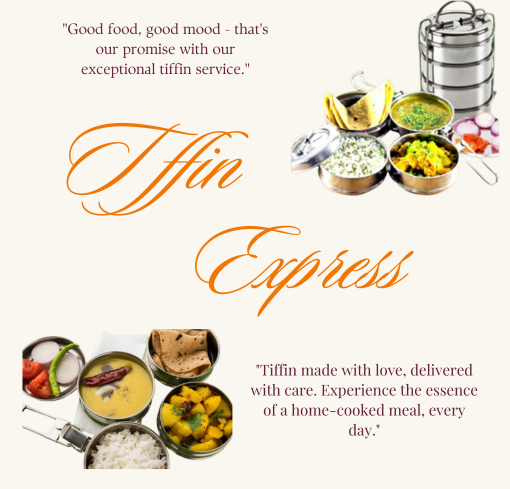 "Good food, good mood - that's
our promise with our
exceptional tiffin service."
Tffin
Express
"Tiffin made with love, delivered
with care. Experience the essence
of a home-cooked meal, every
day."